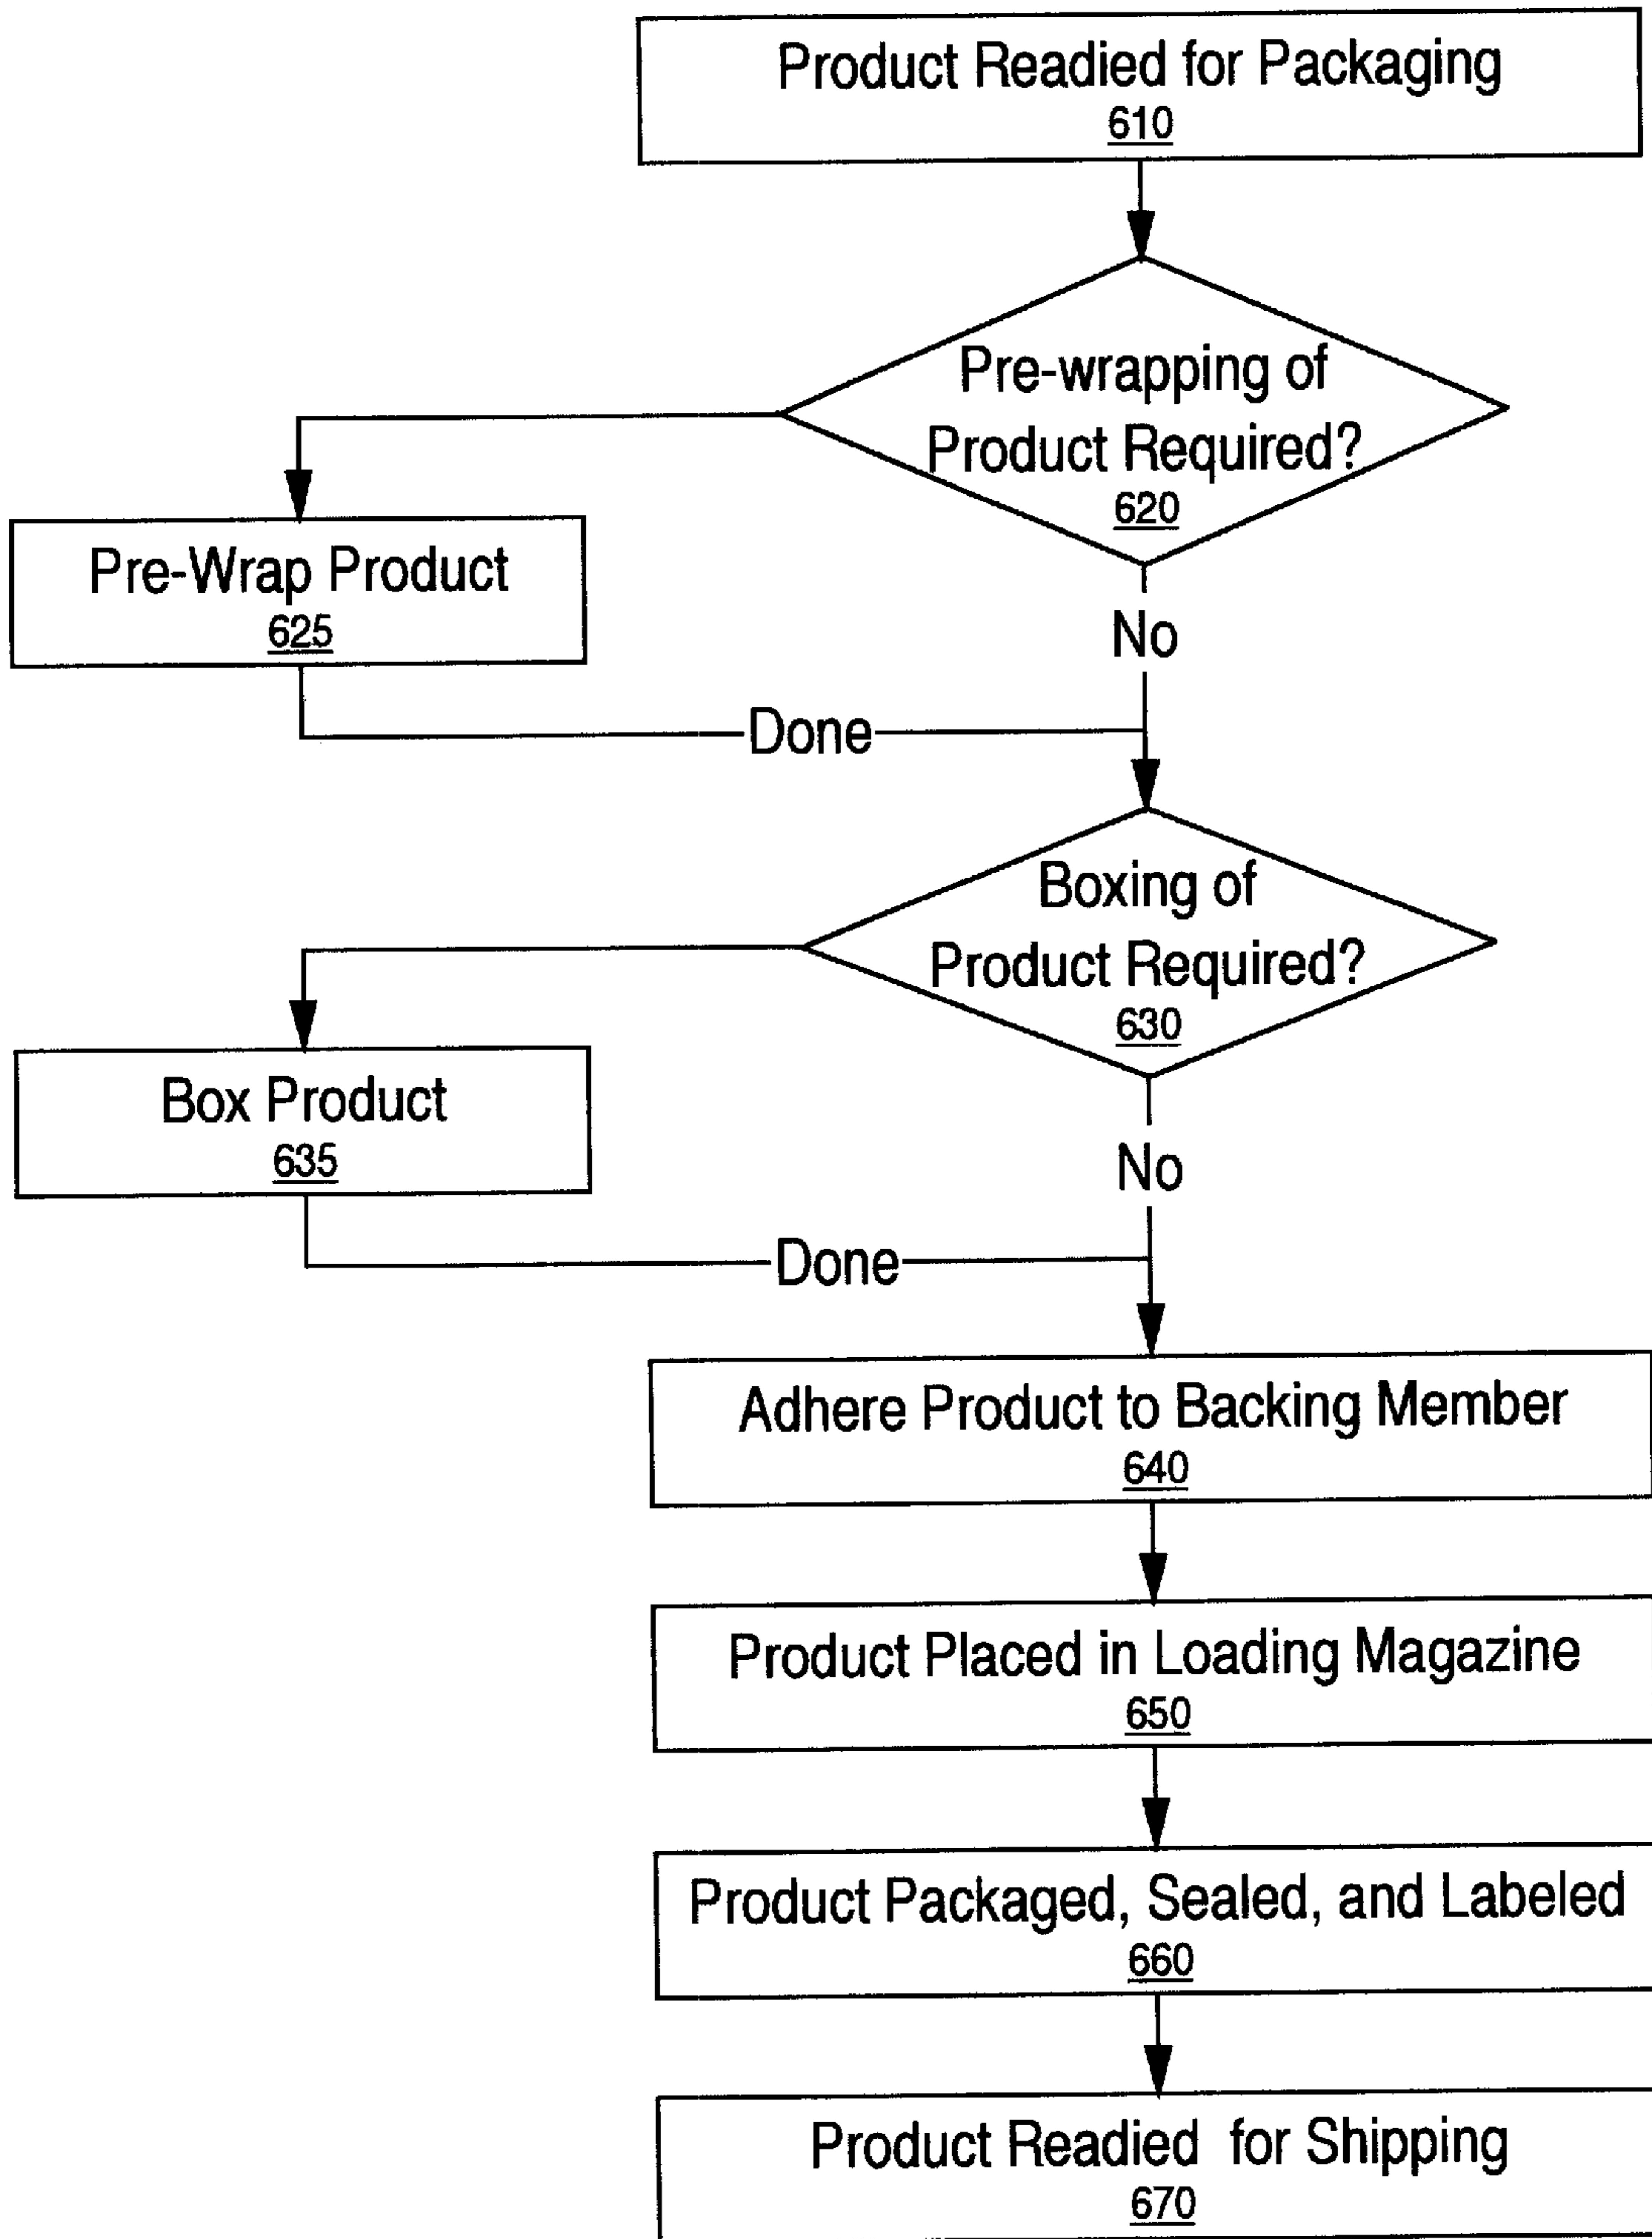 Product Readied for Packaging
610
Pre-wrapping of
Product Required?
620
Pre-Wrap Product
625
No
Done
Boxing of
Product Required?
630
Box Product
635
No
Done
Adhere Product to Backing Member
640
Product Placed in Loading Magazine
650
Product Packaged, Sealed, and Labeled
660
Product Readied for Shipping
670